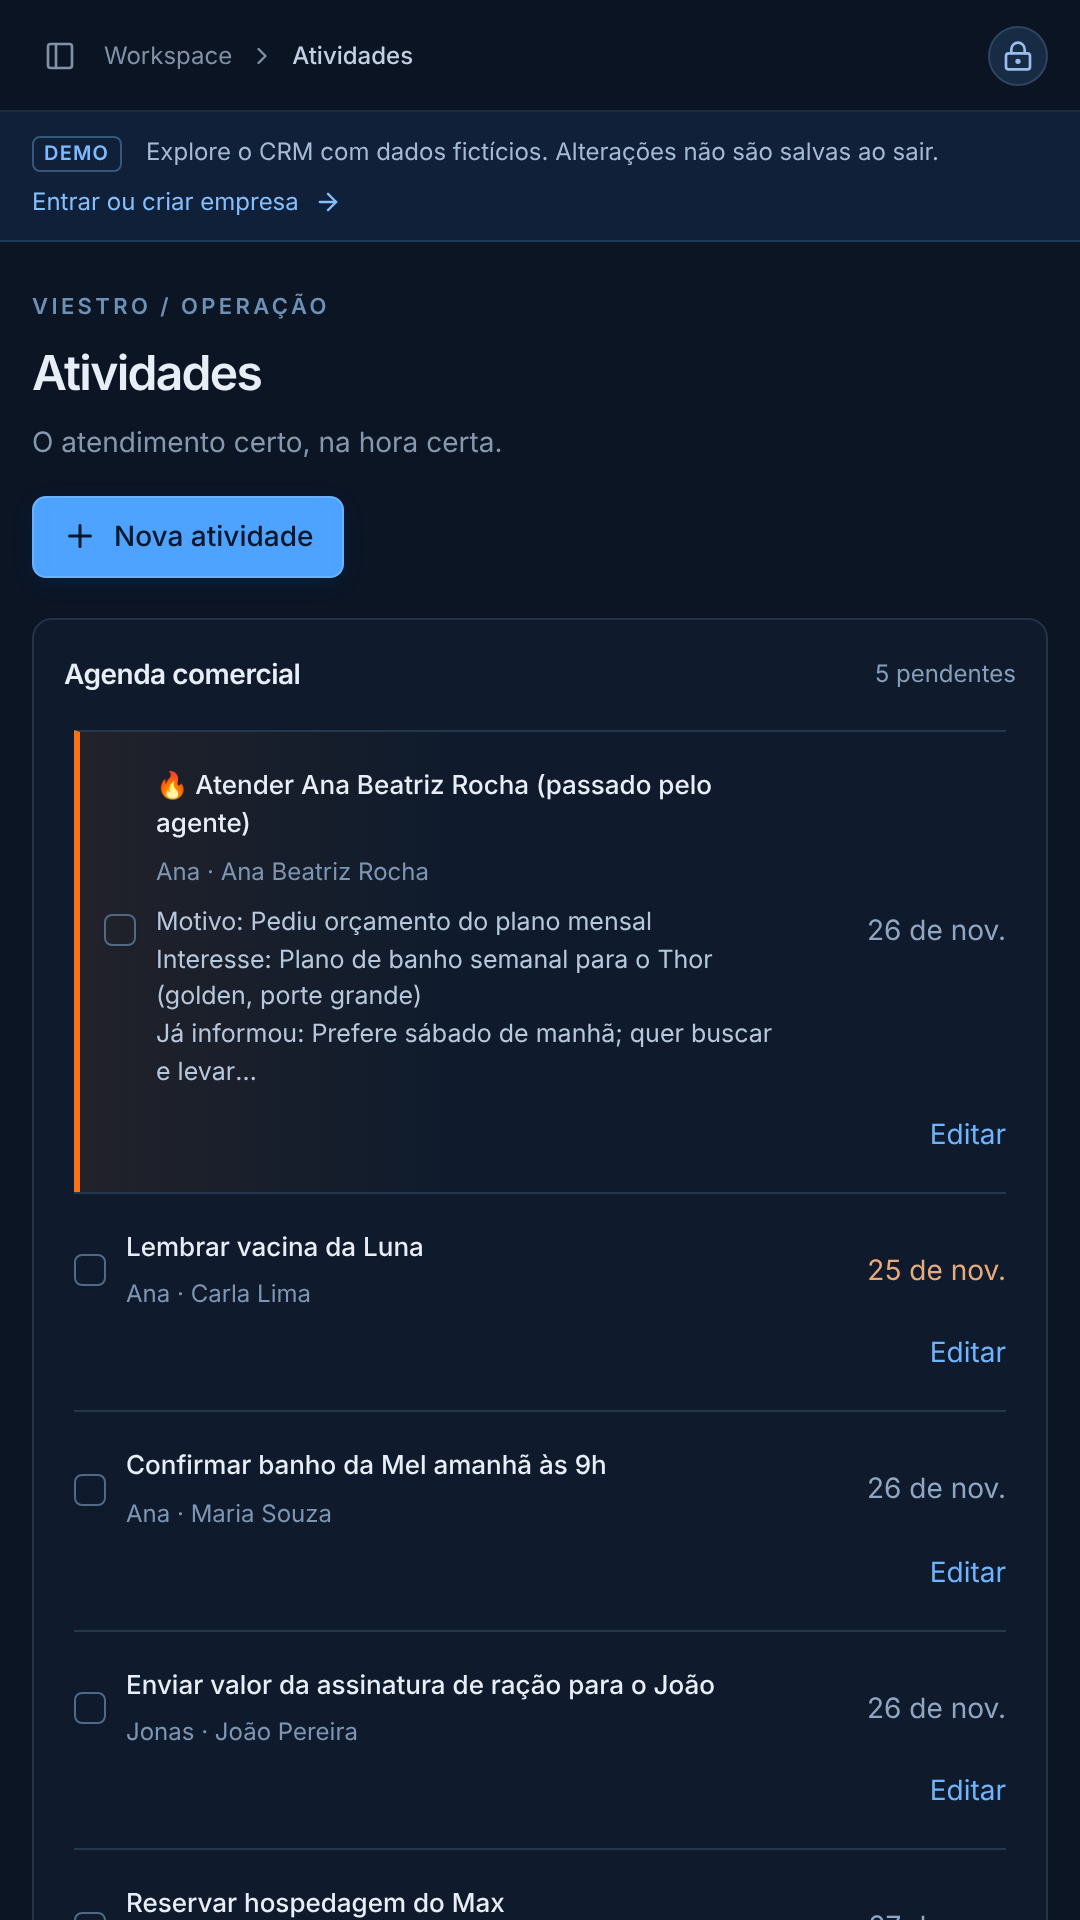 Workspace > Atividades
DEMO Explore o CRM com dados fictícios. Alterações não são salvas ao sair.
Entrar ou criar empresa →
VIESTRO / OPERAÇÃO
Atividades
O atendimento certo, na hora certa.
+ Nova atividade
Agenda comercial 5 pendentes
🔥 Atender Ana Beatriz Rocha (passado pelo
agente)
Ana · Ana Beatriz Rocha
Motivo: Pediu orçamento do plano mensal
26 de nov.
Interesse: Plano de banho semanal para o Thor
(golden, porte grande)
Já informou: Prefere sábado de manhã; quer buscar
e levar…
Editar
Lembrar vacina da Luna
25 de nov.
Ana · Carla Lima
Editar
Confirmar banho da Mel amanhã às 9h
26 de nov.
Ana · Maria Souza
Editar
Enviar valor da assinatura de ração para o João
26 de nov.
Jonas · João Pereira
Editar
Reservar hospedagem do Max